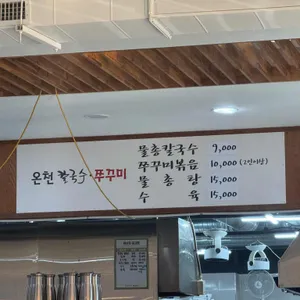 온천칼국수·쭈꾸미
물총칼국수 9,000
쭈꾸미볶음 10,000 (2인이상)
물총탕 15,000
수육 15,000